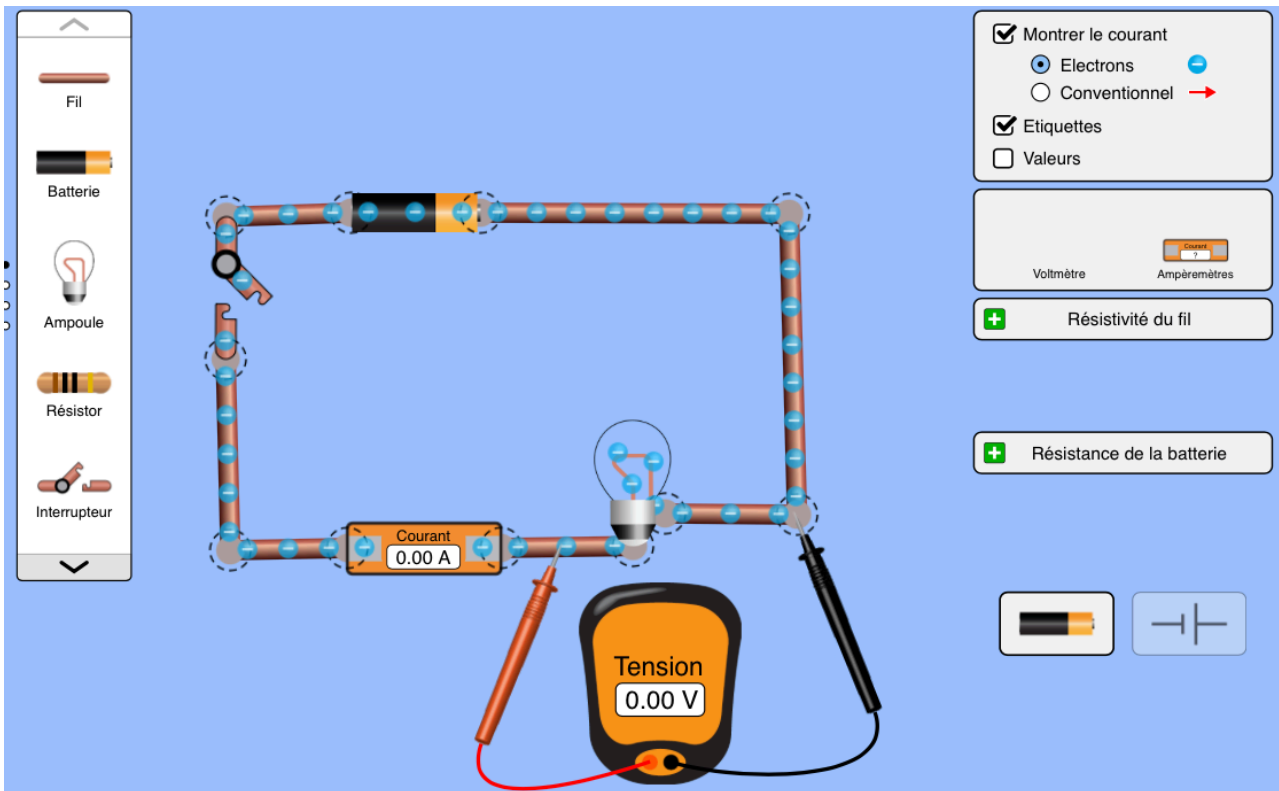 Fil
Batterie
Ampoule
Résistor
Interrupteur
Courant
0.00 A
Tension
0.00 V
Montrer le courant
Electrons
Conventionnel
Etiquettes
Valeurs
Courant
?
Voltmètre
Ampèremètres
Résistivité du fil
Résistance de la batterie